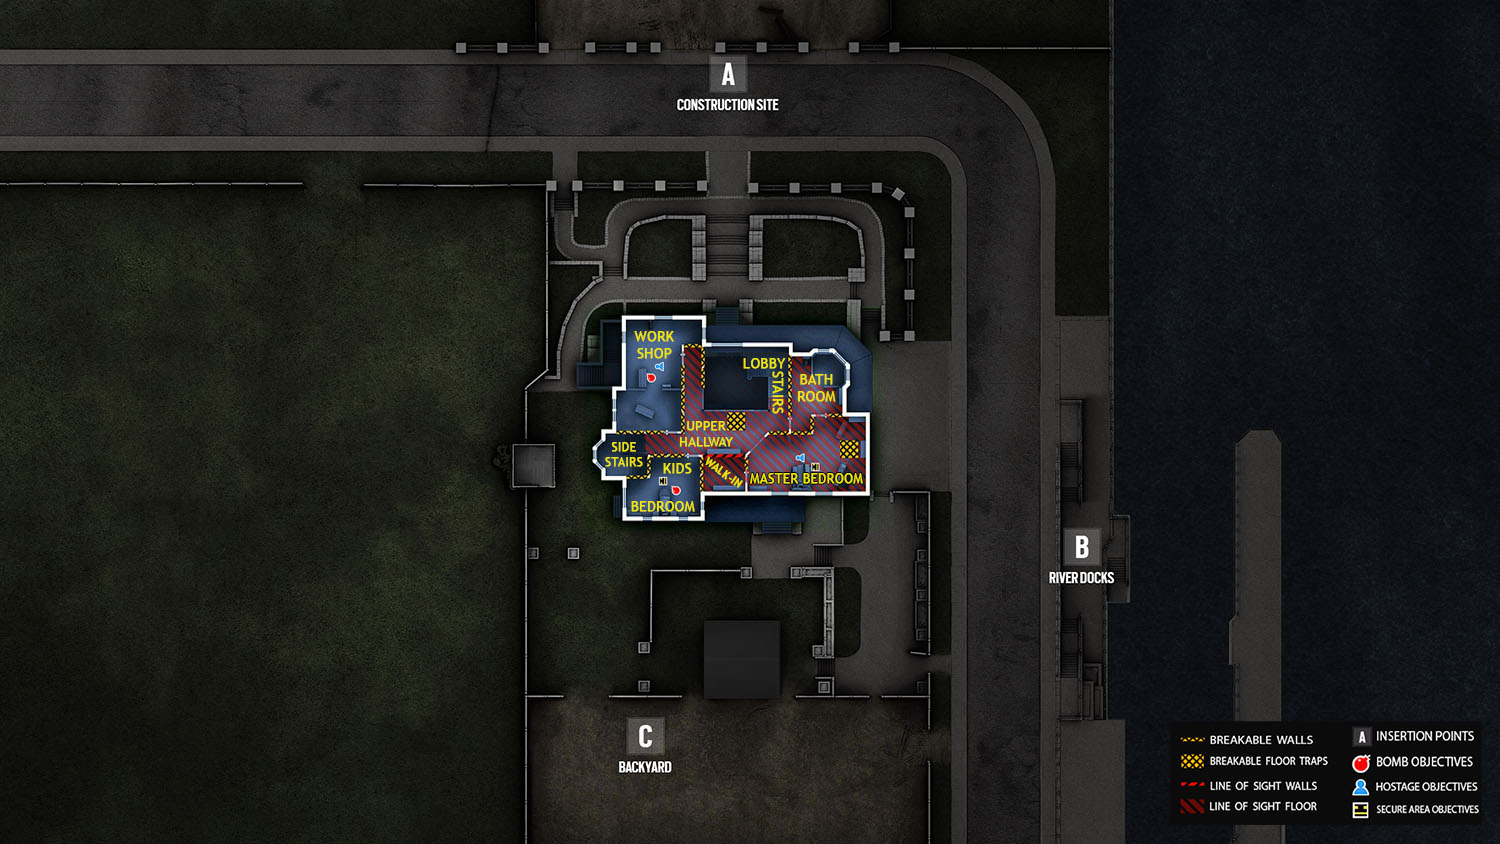 A
CONSTRUCTION SITE
WORK
SHOP
LOBBY
STAIRS
BATH
ROOM
UPPER
HALLWAY
SIDE
STAIRS
KIDS
BEDROOM
WALK-IN
MASTER BEDROOM
B
RIVER DOCKS
C
BACKYARD
BREAKABLE WALLS
BREAKABLE FLOOR TRAPS
LINE OF SIGHT WALLS
LINE OF SIGHT FLOOR
A INSERTION POINTS
BOMB OBJECTIVES
HOSTAGE OBJECTIVES
SECURE AREA OBJECTIVES